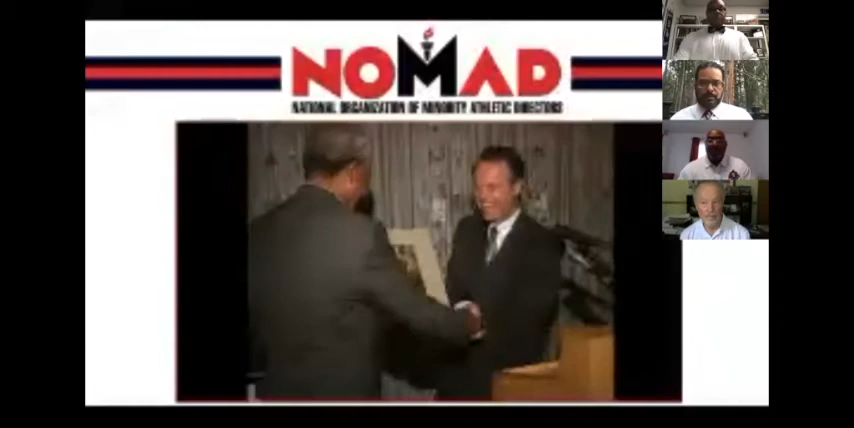 NOMAD
NATIONAL ORGANIZATION OF MINORITY ATHLETIC DIRECTORS